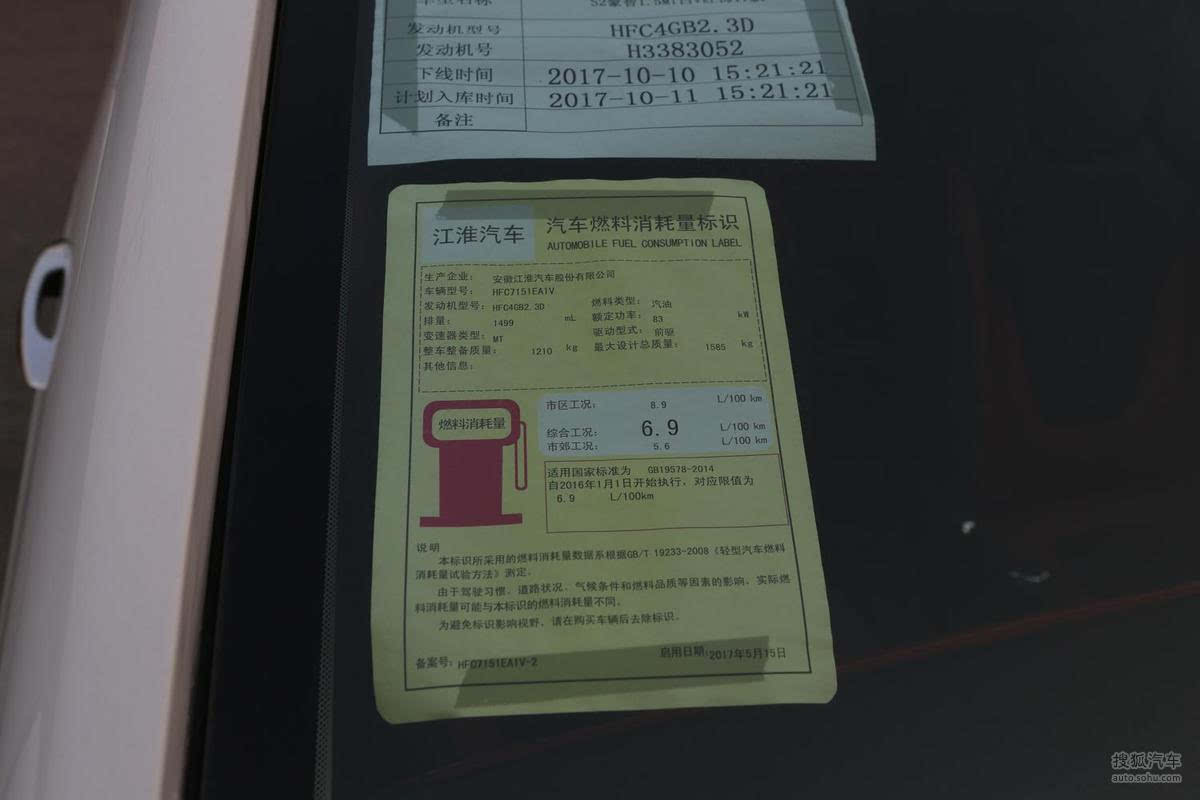 发动机型号 HFC4GB2.3D
发动机号 H3383052
下线时间 2017-10-10 15:21:21
计划入库时间 2017-10-11 15:21:21
备注
江淮汽车 汽车燃料消耗量标识
AUTOMOBILE FUEL CONSUMPTION LABEL
生产企业: 安徽江淮汽车股份有限公司
车辆型号: HFC7151EA1V
发动机型号: HFC4GB2.3D 燃料类型: 汽油
排量: 1499 mL 额定功率: 83 kW
变速器类型: MT 驱动型式: 前驱
整车整备质量: 1210 kg 最大设计总质量: 1585 kg
其他信息:
燃料消耗量
市区工况: 8.9 L/100 km
综合工况: 6.9 L/100 km
市郊工况: 5.6 L/100 km
适用国家标准为 GB19578-2014
自2016年1月1日开始执行, 对应限值为
6.9 L/100km
说明
本标识所采用的燃料消耗量数据系根据GB/T 19233-2008《轻型汽车燃料
消耗量试验方法》测定。
由于驾驶习惯、道路状况、气候条件和燃料品质等因素的影响, 实际燃
料消耗量可能与本标识的燃料消耗量不同。
为避免标识影响视野, 请在购买车辆后去除标识。
备案号: HFC7151EA1V-2 启用日期: 2017年5月15日
搜狐汽车
auto.sohu.com